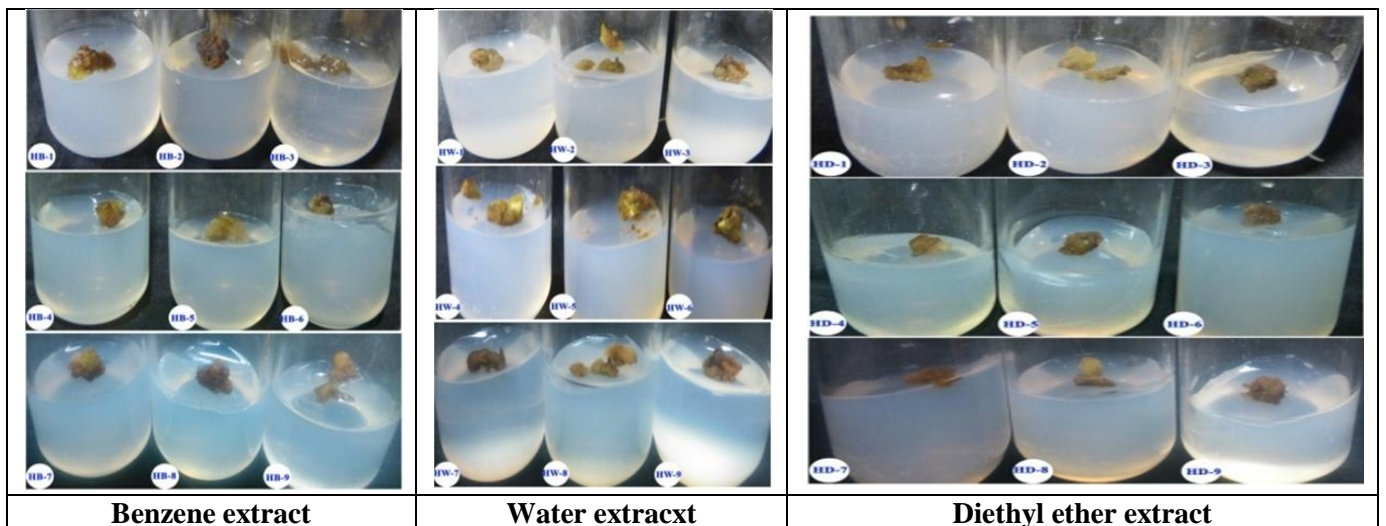 HB-1 HB-2 HB-3
HB-4 HB-5 HB-6
HB-7 HB-8 HB-9
HW-1 HW-2 HW-3
HW-4 HW-5 HW-6
HW-7 HW-8 HW-9
HD-1 HD-2 HD-3
HD-4 HD-5 HD-6
HD-7 HD-8 HD-9
Benzene extract
Water extracxt
Diethyl ether extract